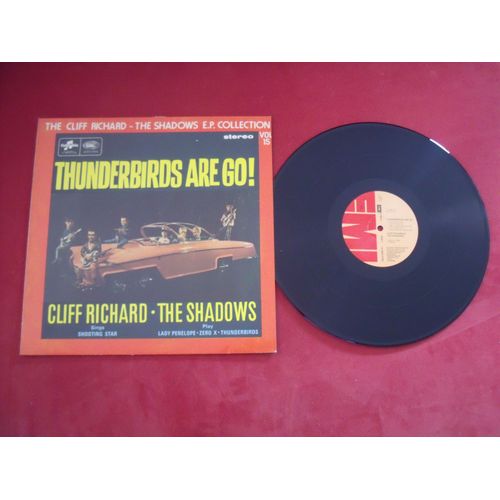 THE CLIFF RICHARD - THE SHADOWS E.P. COLLECTION
VOL
15
stereo
THUNDERBIRDS ARE GO!
CLIFF RICHARD · THE SHADOWS
Sings Play
SHOOTING STAR LADY PENELOPE · ZERO X · THUNDERBIRDS
EMI